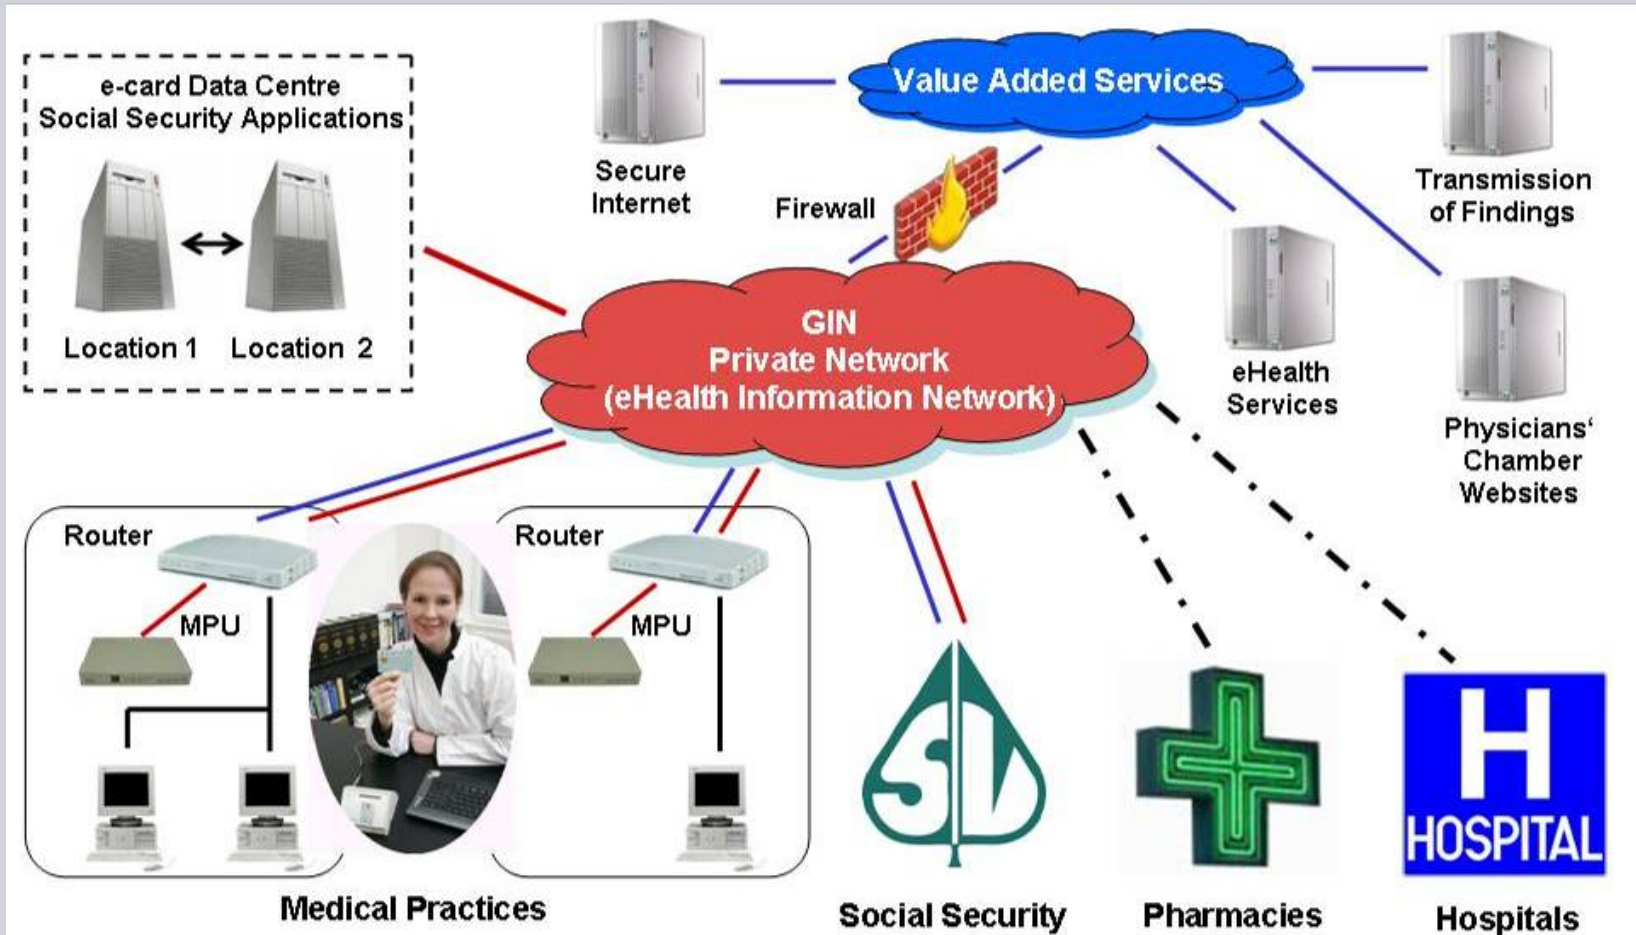 e-card Data Centre
Social Security Applications
Location 1
Location 2
Secure
Internet
Value Added Services
Firewall
Transmission
of Findings
eHealth
Services
Physicians‘
Chamber
Websites
GIN
Private Network
(eHealth Information Network)
Router
MPU
Router
MPU
Medical Practices
SV
Social Security
Pharmacies
H
HOSPITAL
Hospitals